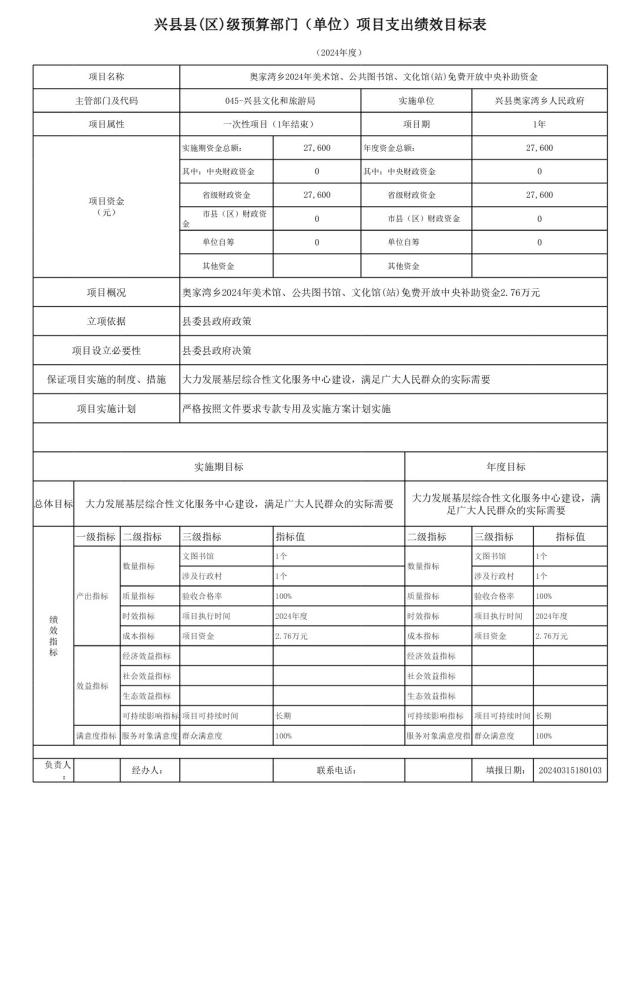 兴县县(区)级预算部门（单位）项目支出绩效目标表
（2024年度）
项目名称 奥家湾乡2024年美术馆、公共图书馆、文化馆(站)免费开放中央补助资金
主管部门及代码 045-兴县文化和旅游局 实施单位 兴县奥家湾乡人民政府
项目属性 一次性项目（1年结束） 项目期 1年
项目资金
（元）
实施期资金总额: 27,600 年度资金总额: 27,600
其中: 中央财政资金 0 其中: 中央财政资金 0
省级财政资金 27,600 省级财政资金 27,600
市县（区）财政资
金 0 市县（区）财政资金 0
单位自筹 0 单位自筹 0
其他资金 其他资金
项目概况 奥家湾乡2024年美术馆、公共图书馆、文化馆(站)免费开放中央补助资金2.76万元
立项依据 县委县政府政策
项目设立必要性 县委县政府决策
保证项目实施的制度、措施 大力发展基层综合性文化服务中心建设，满足广大人民群众的实际需要
项目实施计划 严格按照文件要求专款专用及实施方案计划实施
实施期目标 年度目标
总体目标 大力发展基层综合性文化服务中心建设，满足广大人民群众的实际需要 大力发展基层综合性文化服务中心建设，满
足广大人民群众的实际需要
绩效指标
一级指标 二级指标 三级指标 指标值 二级指标 三级指标 指标值
产出指标 数量指标 文图书馆 1个 数量指标 文图书馆 1个
涉及行政村 1个 涉及行政村 1个
质量指标 验收合格率 100% 质量指标 验收合格率 100%
时效指标 项目执行时间 2024年度 时效指标 项目执行时间 2024年度
成本指标 项目资金 2.76万元 成本指标 项目资金 2.76万元
效益指标 经济效益指标 经济效益指标
社会效益指标 社会效益指标
生态效益指标 生态效益指标
可持续影响指标 项目可持续时间 长期 可持续影响指标 项目可持续时间 长期
满意度指标 服务对象满意度 群众满意度 100% 服务对象满意度指 群众满意度 100%
负责人
： 经办人: 联系电话: 填报日期: 20240315180103